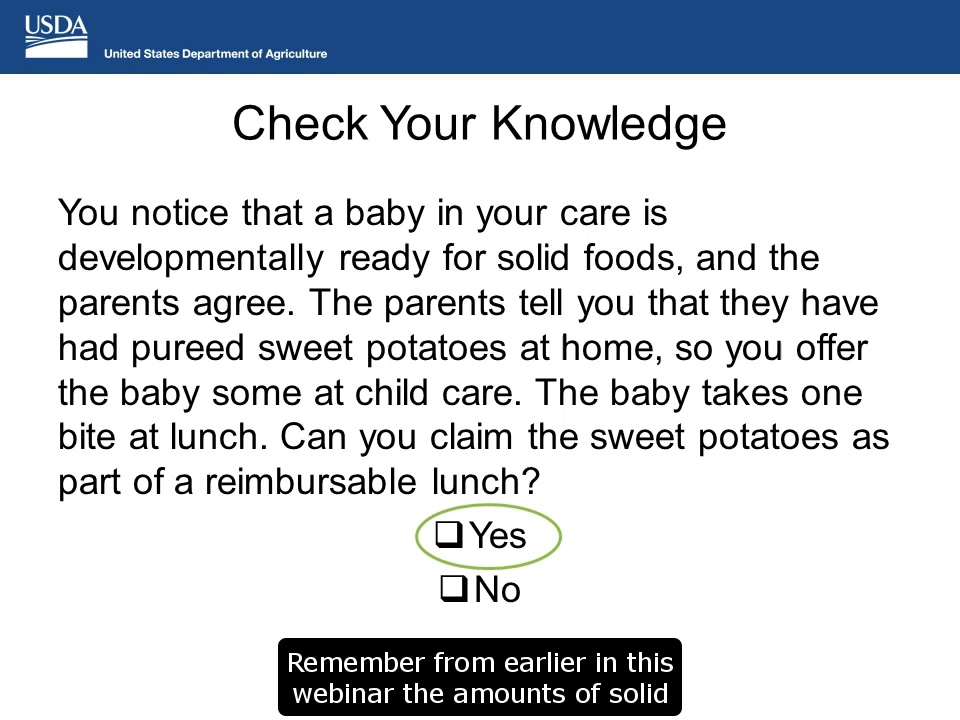 USDA
United States Department of Agriculture
Check Your Knowledge
You notice that a baby in your care is
developmentally ready for solid foods, and the
parents agree. The parents tell you that they have
had pureed sweet potatoes at home, so you offer
the baby some at child care. The baby takes one
bite at lunch. Can you claim the sweet potatoes as
part of a reimbursable lunch?
❑Yes
❑No
Remember from earlier in this
webinar the amounts of solid